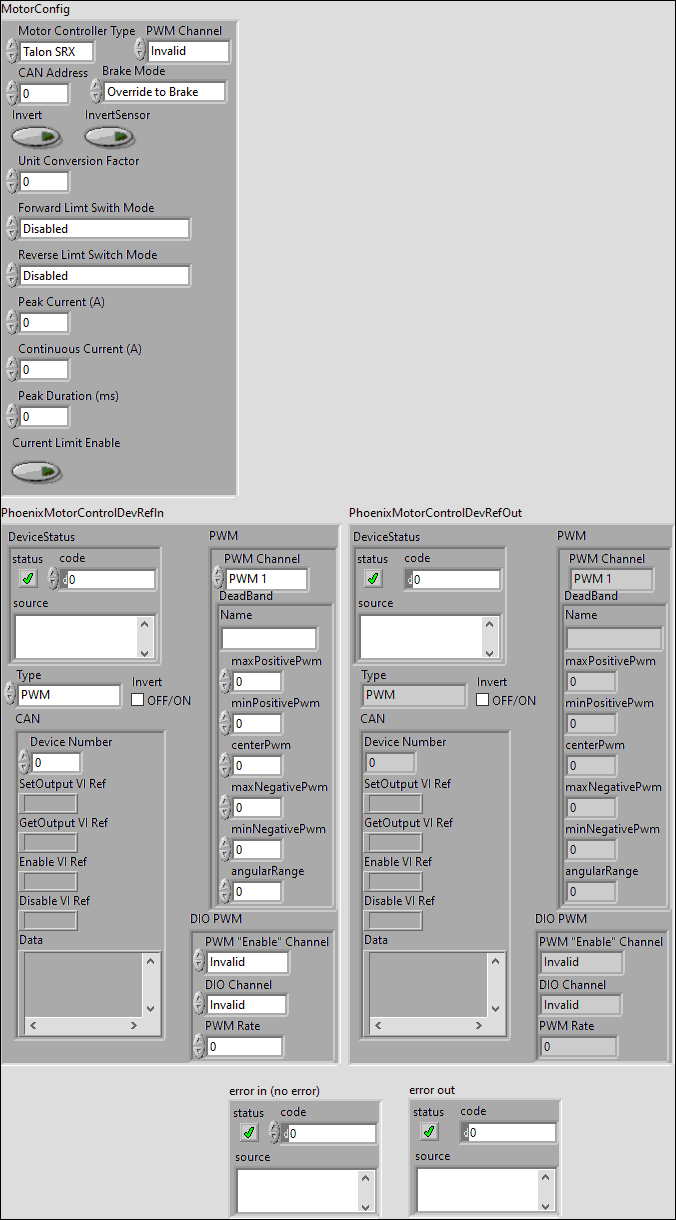 MotorConfig
Motor Controller Type PWM Channel
Talon SRX Invalid
CAN Address Brake Mode
0 Override to Brake
Invert InvertSensor
Unit Conversion Factor
0
Forward Limt Swith Mode
Disabled
Reverse Limt Switch Mode
Disabled
Peak Current (A)
0
Continuous Current (A)
0
Peak Duration (ms)
0
Current Limit Enable
PhoenixMotorControlDevRefIn
DeviceStatus
status code
d 0
source
Type
PWM
Invert
OFF/ON
CAN
Device Number
0
SetOutput VI Ref
GetOutput VI Ref
Enable VI Ref
Disable VI Ref
Data
PWM
PWM Channel
PWM 1
DeadBand
Name
maxPositivePwm
0
minPositivePwm
0
centerPwm
0
maxNegativePwm
0
minNegativePwm
0
angularRange
0
DIO PWM
PWM "Enable" Channel
Invalid
DIO Channel
Invalid
PWM Rate
0
PhoenixMotorControlDevRefOut
DeviceStatus
status code
d 0
source
Type
PWM
Invert
OFF/ON
CAN
Device Number
0
SetOutput VI Ref
GetOutput VI Ref
Enable VI Ref
Disable VI Ref
Data
PWM
PWM Channel
PWM 1
DeadBand
Name
maxPositivePwm
0
minPositivePwm
0
centerPwm
0
maxNegativePwm
0
minNegativePwm
0
angularRange
0
DIO PWM
PWM "Enable" Channel
Invalid
DIO Channel
Invalid
PWM Rate
0
error in (no error)
status code
d 0
source
error out
status code
d 0
source